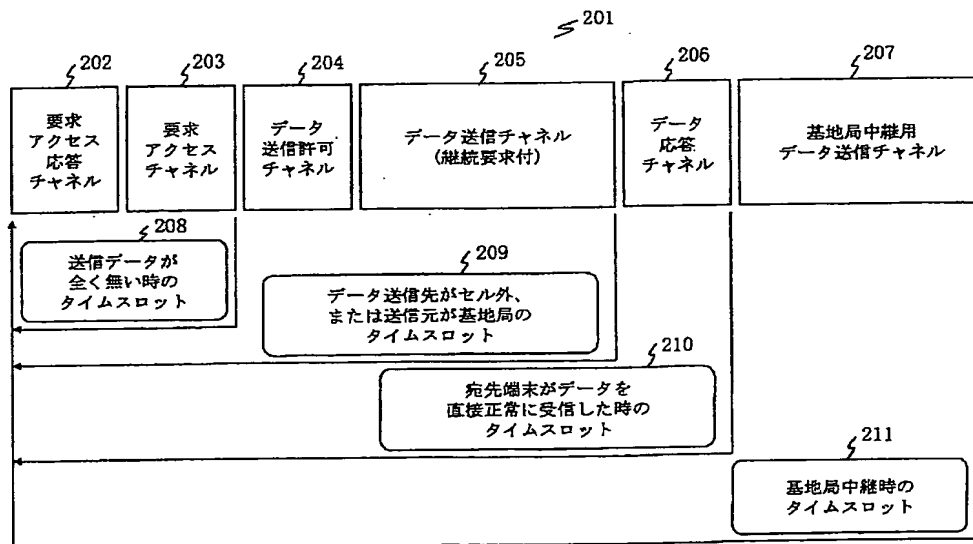 201
202
203
204
205
206
207
要求
アクセス
応答
チャネル
要求
アクセス
チャネル
データ
送信許可
チャネル
データ送信チャネル
(継続要求付)
データ
応答
チャネル
基地局中継用
データ送信チャネル
208
送信データが
全く無い時の
タイムスロット
209
データ送信先がセル外、
または送信元が基地局の
タイムスロット
210
宛先端末がデータを
直接正常に受信した時の
タイムスロット
211
基地局中継時の
タイムスロット